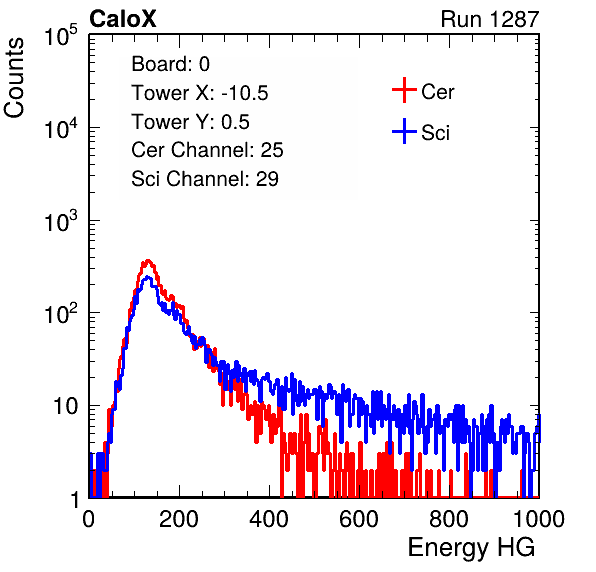 CaloX Run 1287
Counts
10^5
10^4
10^3
10^2
10
1
Board: 0
Tower X: -10.5
Tower Y: 0.5
Cer Channel: 25
Sci Channel: 29
Cer
Sci
0 200 400 600 800 1000
Energy HG